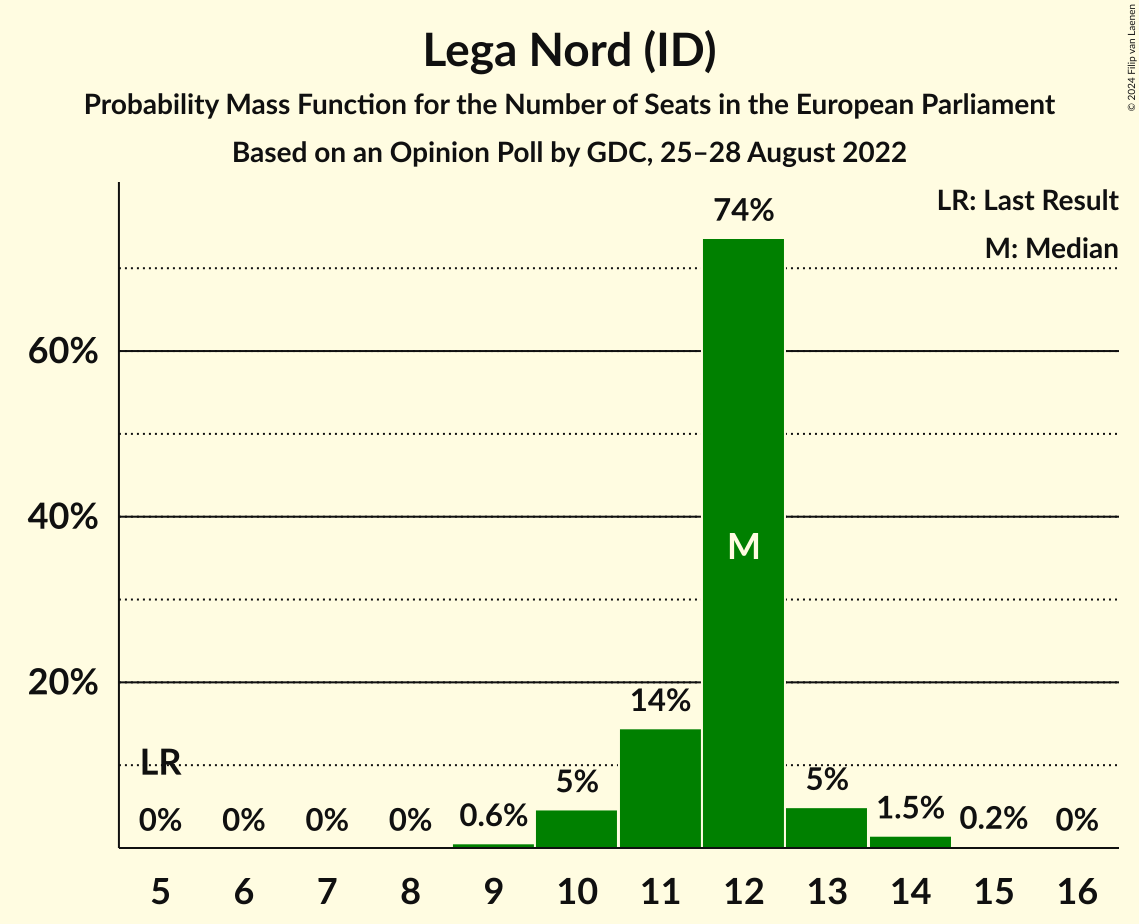 Lega Nord (ID)
Probability Mass Function for the Number of Seats in the European Parliament
Based on an Opinion Poll by GDC, 25–28 August 2022
© 2024 Filip van Laenen
LR: Last Result
M: Median
74%
60%
40%
M
20%
14%
LR
5%
5%
0%
0%
0%
0%
0.6%
1.5%
0.2%
0%
5 6 7 8 9 10 11 12 13 14 15 16